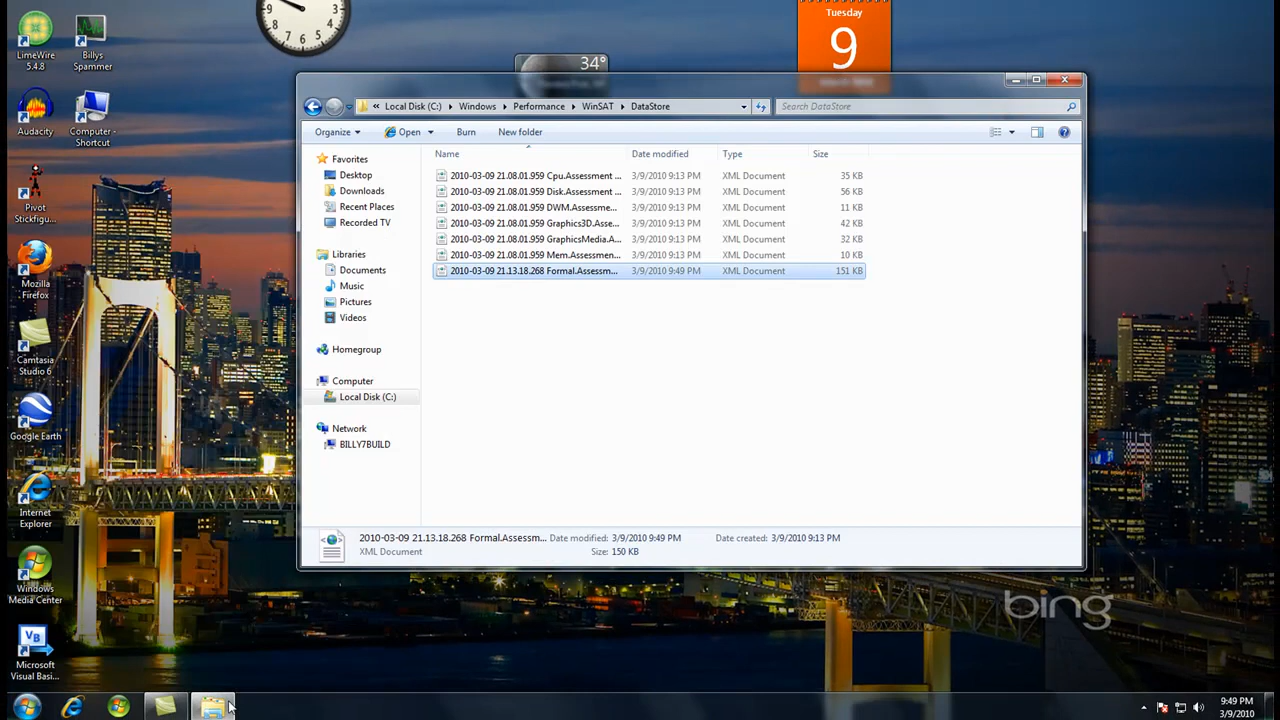 LimeWire
5.4.8
Billys
Spammer
Audacity
Computer -
Shortcut
Pivot
Stickfigu...
Mozilla
Firefox
Camtasia
Studio 6
Google Earth
Internet
Explorer
Windows
Media Center
Microsoft
Visual Basi...
9 3
8 4
7 6 5
34°
Tuesday
9
« Local Disk (C:) Windows Performance WinSAT DataStore
Search DataStore
Organize Open Burn New folder
Name Date modified Type Size
2010-03-09 21.08.01.959 Cpu.Assessment ... 3/9/2010 9:13 PM XML Document 35 KB
2010-03-09 21.08.01.959 Disk.Assessment ... 3/9/2010 9:13 PM XML Document 56 KB
2010-03-09 21.08.01.959 DWM.Assessme... 3/9/2010 9:13 PM XML Document 11 KB
2010-03-09 21.08.01.959 Graphics3D.Asse... 3/9/2010 9:13 PM XML Document 42 KB
2010-03-09 21.08.01.959 GraphicsMedia.A... 3/9/2010 9:13 PM XML Document 32 KB
2010-03-09 21.08.01.959 Mem.Assessmen... 3/9/2010 9:13 PM XML Document 10 KB
2010-03-09 21.13.18.268 Formal.Assessm... 3/9/2010 9:49 PM XML Document 151 KB
Favorites
Desktop
Downloads
Recent Places
Recorded TV
Libraries
Documents
Music
Pictures
Videos
Homegroup
Computer
Local Disk (C:)
Network
BILLY7BUILD
2010-03-09 21.13.18.268 Formal.Assessm... Date modified: 3/9/2010 9:49 PM Date created: 3/9/2010 9:13 PM
XML Document Size: 150 KB
bing
VB
9:49 PM
3/9/2010